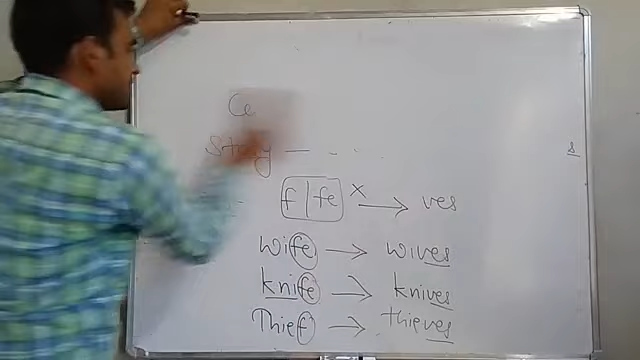 s
f | fe × → ves
wife → wives
knife → knives
Thief → thieves